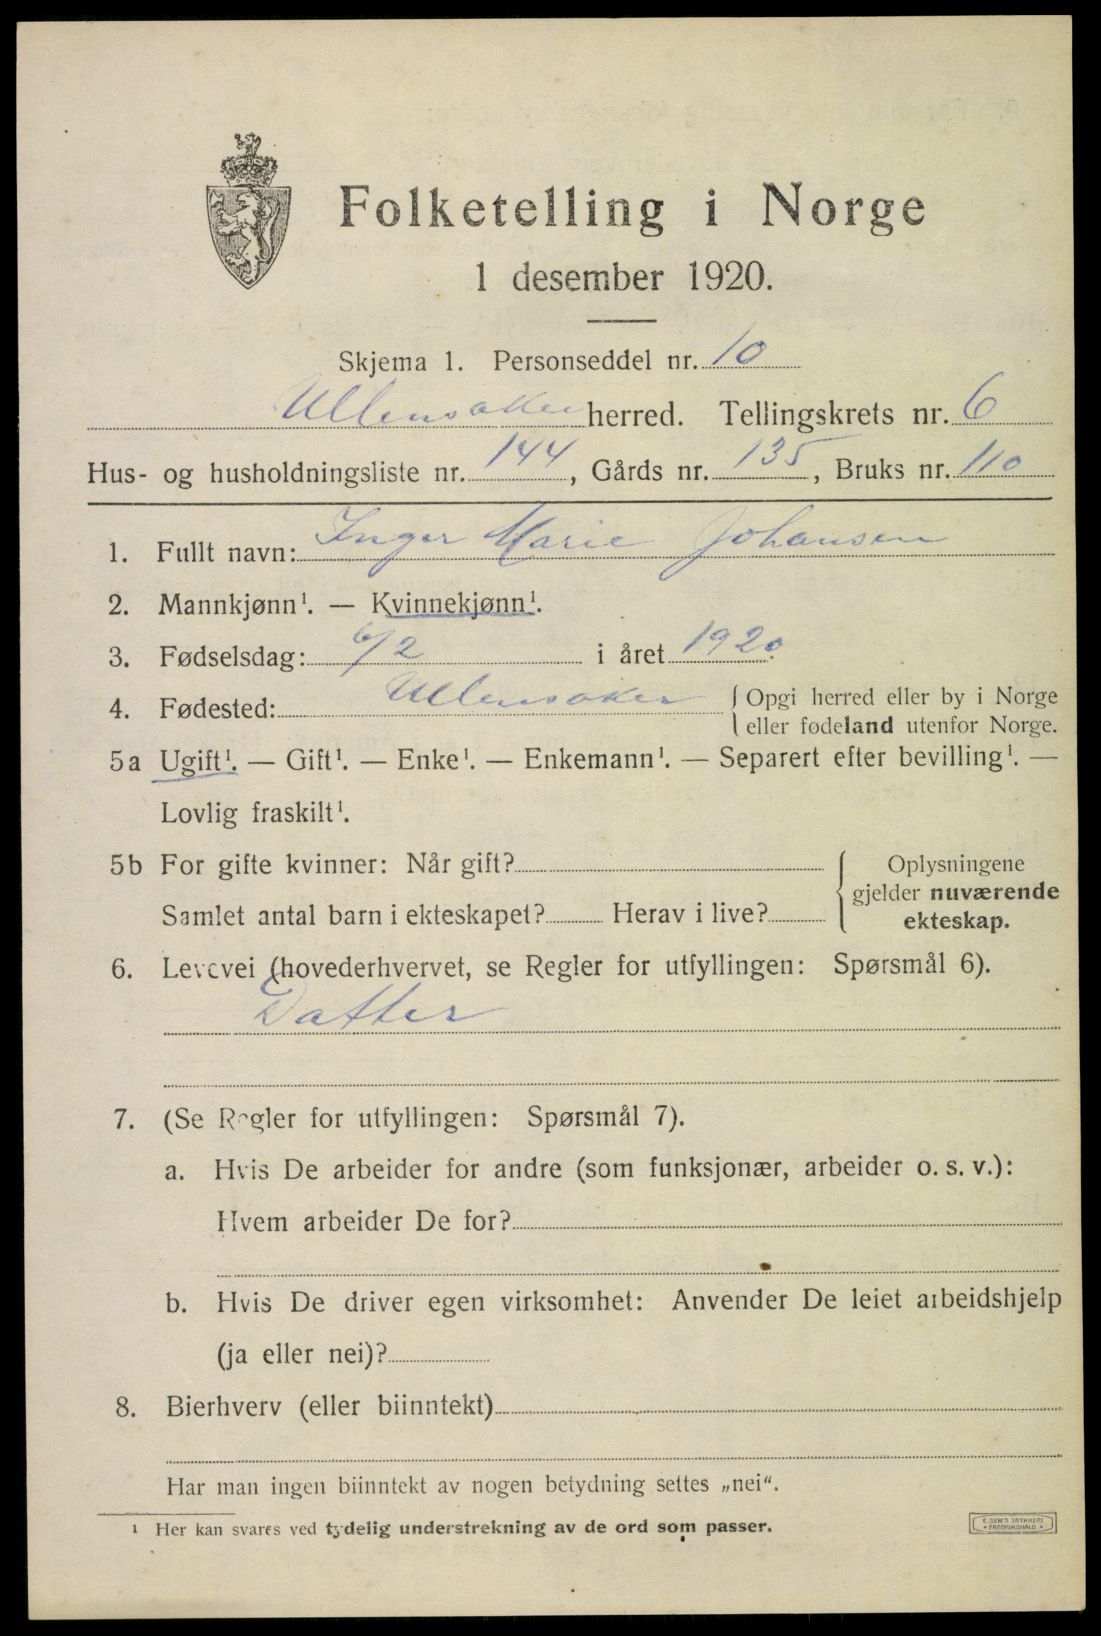 Folketelling i Norge
1 desember 1920.
Skjema 1. Personseddel nr. 10
Ullensaker herred. Tellingskrets nr. 6
Hus- og husholdningsliste nr. 144, Gårds nr. 135, Bruks nr. 110
1. Fullt navn: Inger Marie Johansen
2. Mannkjønn¹. — Kvinnekjønn¹.
3. Fødselsdag: 6/2 i året 1920.
4. Fødested: Ullensaker { Opgi herred eller by i Norge
eller fødeland utenfor Norge.
5a Ugift¹. — Gift¹. — Enke¹. — Enkemann¹. — Separert efter bevilling¹. —
Lovlig fraskilt¹.
5b For gifte kvinner: Når gift? { Oplysningene
gjelder nuværende
Samlet antal barn i ekteskapet? Herav i live? ekteskap.
6. Levevei (hovederhvervet, se Regler for utfyllingen: Spørsmål 6).
Datter
7. (Se Regler for utfyllingen: Spørsmål 7).
a. Hvis De arbeider for andre (som funksjonær, arbeider o. s. v.):
Hvem arbeider De for?
b. Hvis De driver egen virksomhet: Anvender De leiet arbeidshjelp
(ja eller nei)?
8. Bierhverv (eller biinntekt)
Har man ingen biinntekt av nogen betydning settes „nei“.
¹ Her kan svares ved tydelig understrekning av de ord som passer.
E. SEM'S TRYKKERI
FREDRIKSHALD